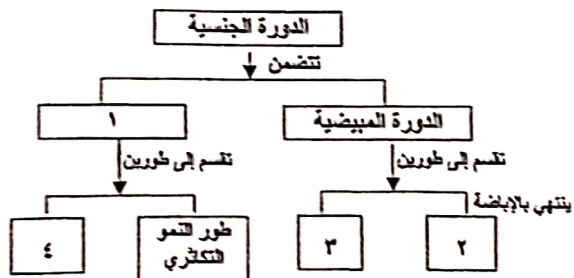 الدورة الجنسية
تتضمن
الدورة المبيضية
١
تقسم إلى طورين
تقسم إلى طورين
ينتهي بالإباضة
٢
٣
طور النمو
التكاثري
٤